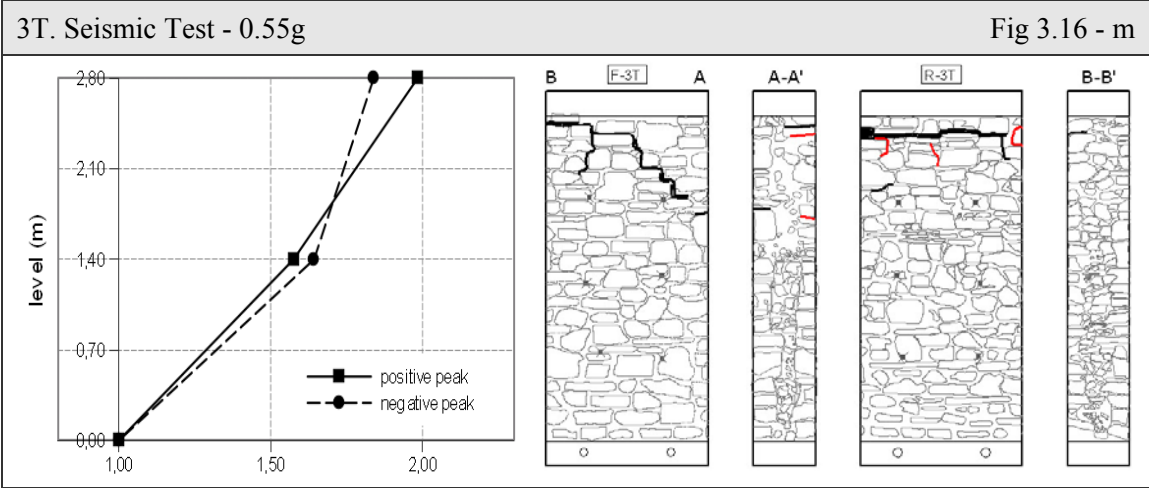 3T. Seismic Test - 0.55g Fig 3.16 - m
level (m)
2,80
2,10
1,40
0,70
0,00
1,00 1,50 2,00
positive peak
negative peak
B F-3T A
A-A'
R-3T
B-B'